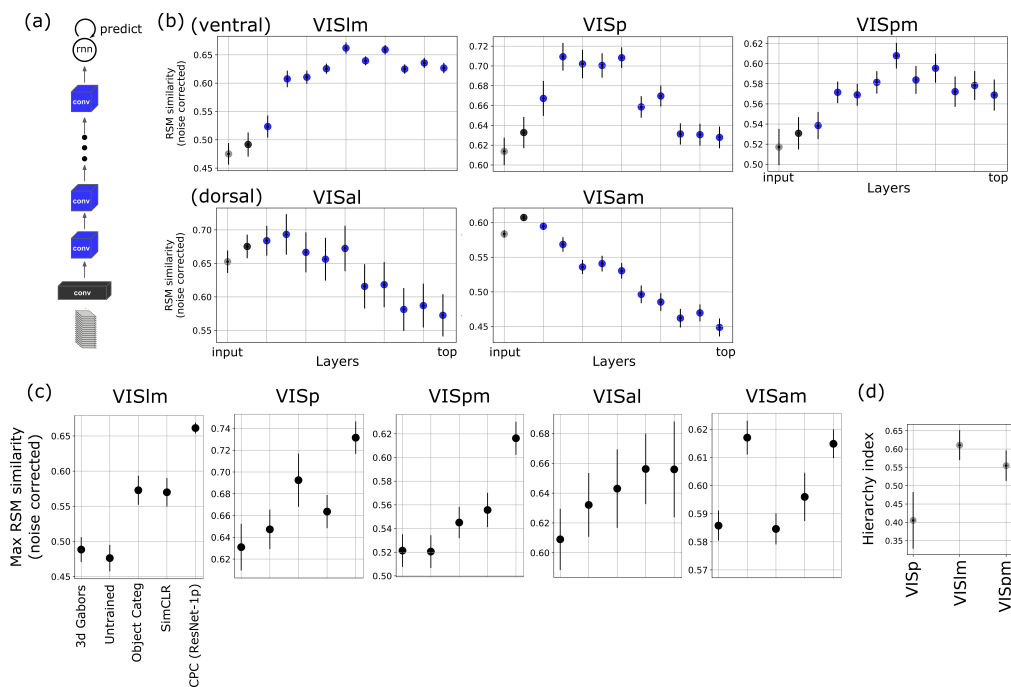 (a)
predict
rnn
conv
conv
conv
conv
(b)
(ventral)
VISlm
VISp
VISpm
RSM similarity
(noise corrected)
0.65
0.60
0.55
0.50
0.45
0.72
0.70
0.68
0.66
0.64
0.62
0.60
0.62
0.60
0.58
0.56
0.54
0.52
0.50
input
top
Layers
(dorsal)
VISal
VISam
RSM similarity
(noise corrected)
0.70
0.65
0.60
0.55
0.60
0.55
0.50
0.45
input
top
Layers
input
top
Layers
(c)
VISlm
VISp
VISpm
VISal
VISam
Max RSM similarity
(noise corrected)
0.65
0.60
0.55
0.50
0.45
0.74
0.72
0.70
0.68
0.66
0.64
0.62
0.62
0.60
0.58
0.56
0.54
0.52
0.50
0.68
0.66
0.64
0.62
0.60
0.62
0.61
0.60
0.59
0.58
0.57
3d Gabors
Untrained
Object Categ
SimCLR
CPC (ResNet-1p)
(d)
Hierarchy index
0.65
0.60
0.55
0.50
0.45
0.40
0.35
VISp
VISlm
VISpm